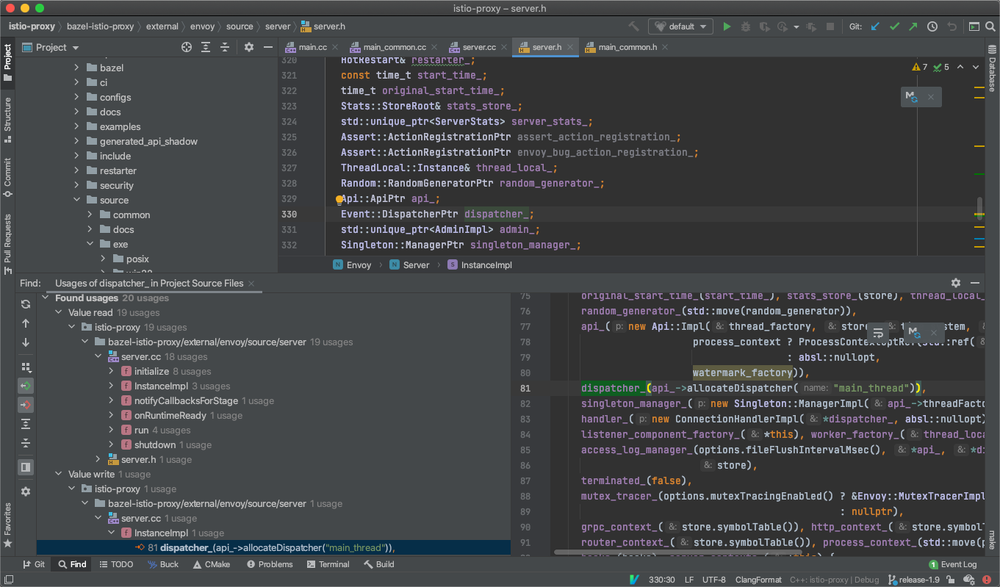 istio-proxy – server.h
istio-proxy › bazel-istio-proxy › external › envoy › source › server › server.h
default
Git:
Project
main.cc
main_common.cc
server.cc
server.h
main_common.h
bazel
ci
configs
docs
examples
generated_api_shadow
include
restarter
security
source
common
docs
exe
posix
320 HotRestart& restarter_;
321 const time_t start_time_;
322 time_t original_start_time_;
323 Stats::StoreRoot& stats_store_;
324 std::unique_ptr<ServerStats> server_stats_;
325 Assert::ActionRegistrationPtr assert_action_registration_;
326 Assert::ActionRegistrationPtr envoy_bug_action_registration_;
327 ThreadLocal::Instance& thread_local_;
328 Random::RandomGeneratorPtr random_generator_;
329 Api::ApiPtr api_;
330 Event::DispatcherPtr dispatcher_;
331 std::unique_ptr<AdminImpl> admin_;
332 Singleton::ManagerPtr singleton_manager_;
7 5
N Envoy › N Server › S InstanceImpl
Project
Structure
Commit
Pull Requests
Favorites
Database
make
Find: Usages of dispatcher_ in Project Source Files
Found usages 20 usages
Value read 19 usages
istio-proxy 19 usages
bazel-istio-proxy/external/envoy/source/server 19 usages
server.cc 18 usages
initialize 8 usages
InstanceImpl 3 usages
notifyCallbacksForStage 1 usage
onRuntimeReady 1 usage
run 4 usages
shutdown 1 usage
server.h 1 usage
Value write 1 usage
istio-proxy 1 usage
bazel-istio-proxy/external/envoy/source/server 1 usage
server.cc 1 usage
InstanceImpl 1 usage
81 dispatcher_(api_->allocateDispatcher("main_thread")),
75 original_start_time_(start_time_), stats_store_(store), thread_local_
76 random_generator_(std::move(random_generator)),
77 api_( p: new Api::Impl( &: thread_factory, &: store
78 process_context ? ProcessContextOptRef(std::ref(
79 : absl::nullopt,
80 watermark_factory)),
81 dispatcher_(api_->allocateDispatcher( name: "main_thread")),
82 singleton_manager_( p: new Singleton::ManagerImpl( &: api_->threadFacto
83 handler_( p: new ConnectionHandlerImpl( &: *dispatcher_, absl::nullopt)
84 listener_component_factory_( &: *this), worker_factory_( &: thread_loc
85 access_log_manager_(options.fileFlushIntervalMsec(), &: *api_, &: *di
86 &: store),
87 terminated_(false),
88 mutex_tracer_(options.mutexTracingEnabled() ? &Envoy::MutexTracerImpl
89 : nullptr),
90 grpc_context_( &: store.symbolTable()), http_context_( &: store.symbo
91 router_context_( &: store.symbolTable()), process_context_(std::move(p
Git
Find
TODO
Buck
CMake
Problems
Terminal
Build
1 Event Log
330:30 LF UTF-8 ClangFormat C++: istio-proxy | Debug release-1.9